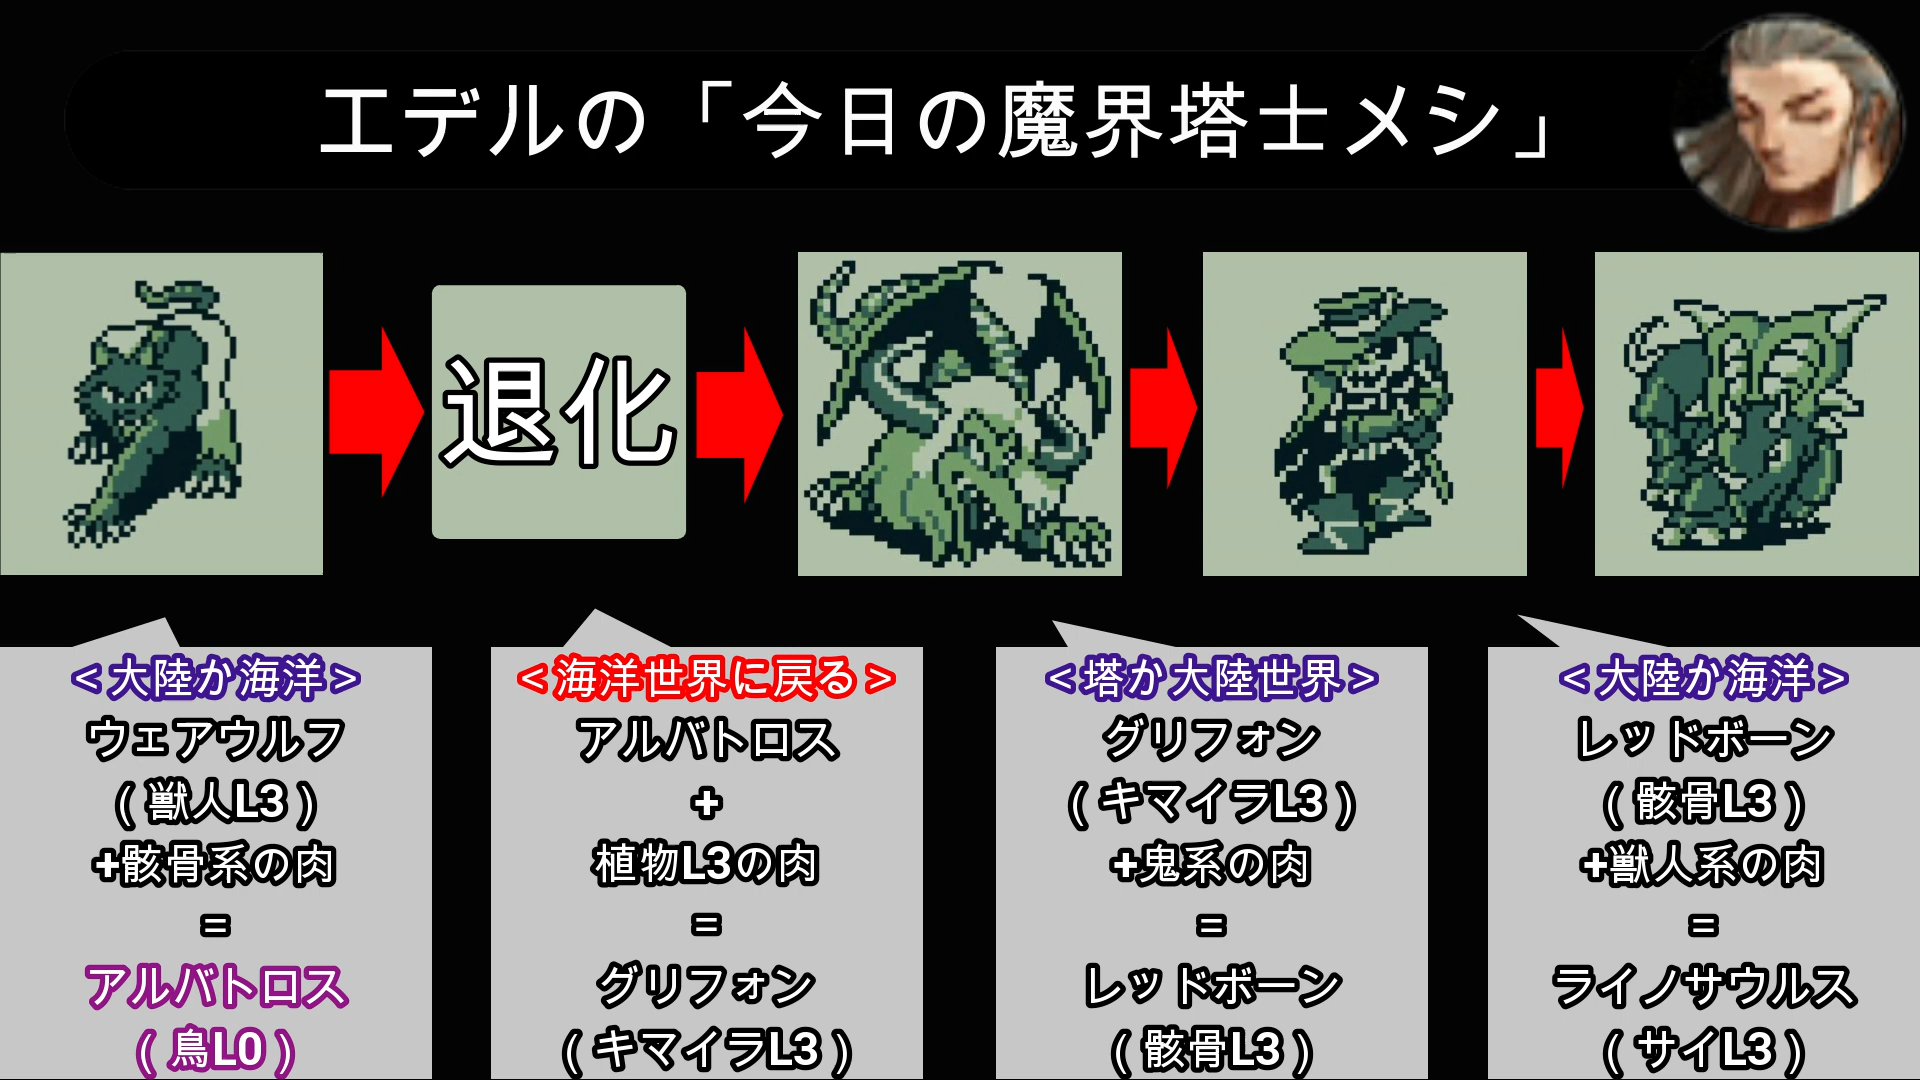 エデルの「今日の魔界塔士メシ」
退化
＜大陸か海洋＞
ウェアウルフ
（獣人L3）
+骸骨系の肉
=
アルバトロス
（鳥L0）
＜海洋世界に戻る＞
アルバトロス
+
植物L3の肉
=
グリフォン
（キマイラL3）
＜塔か大陸世界＞
グリフォン
（キマイラL3）
+鬼系の肉
=
レッドボーン
（骸骨L3）
＜大陸か海洋＞
レッドボーン
（骸骨L3）
+獣人系の肉
=
ライノサウルス
（サイL3）